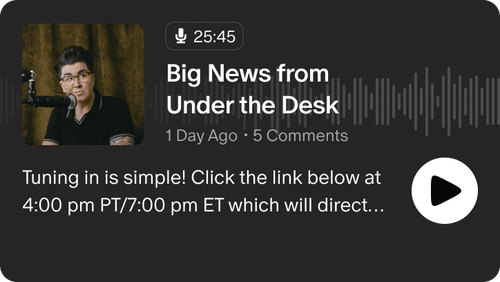 25:45
Big News from
Under the Desk
1 Day Ago · 5 Comments
Tuning in is simple! Click the link below at
4:00 pm PT/7:00 pm ET which will direct...